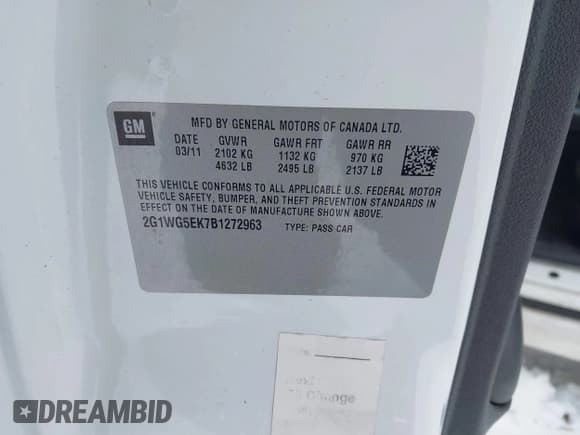 GM
MFD BY GENERAL MOTORS OF CANADA LTD.
DATE GVWR GAWR FRT GAWR RR
03/11 2102 KG 1132 KG 970 KG
4632 LB 2495 LB 2137 LB
THIS VEHICLE CONFORMS TO ALL APPLICABLE U.S. FEDERAL MOTOR
VEHICLE SAFETY, BUMPER, AND THEFT PREVENTION STANDARDS IN
EFFECT ON THE DATE OF MANUFACTURE SHOWN ABOVE.
2G1WG5EK7B1272963 TYPE: PASS CAR
DREAMBID